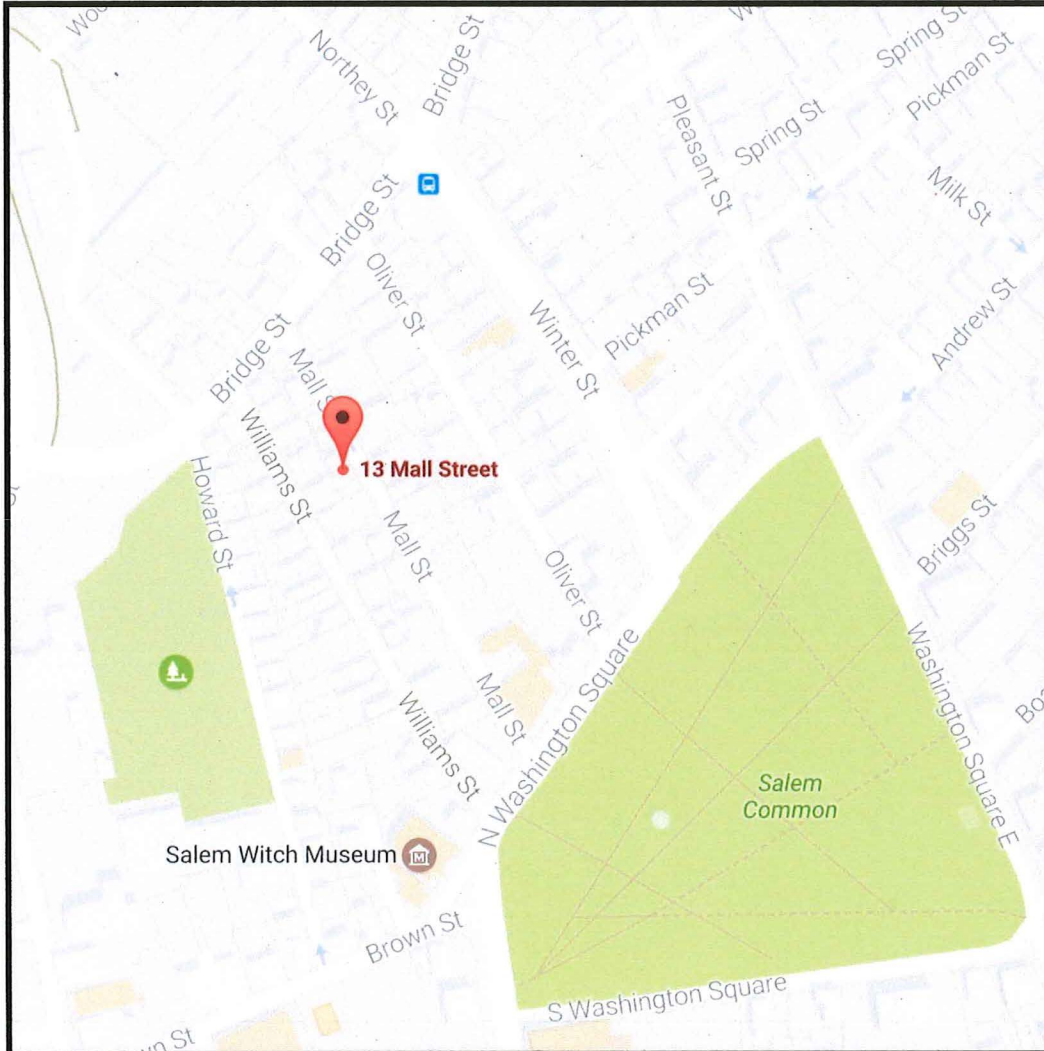 Northey St
Bridge St
Spring St
Pickman St
Pleasant St
Spring St
Milk St
Bridge St
Oliver St
Winter St
Pickman St
Andrew St
Bridge St
Mall St
13 Mall Street
Williams St
Howard St
Mall St
Oliver St
Briggs St
N Washington Square
Washington Square E
Mall St
Williams St
Salem
Common
Salem Witch Museum
M
Brown St
S Washington Square